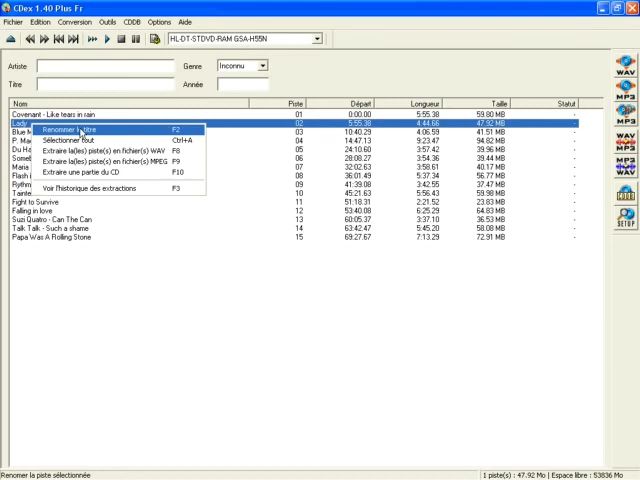 CDex 1.40 Plus Fr
Fichier Edition Conversion Outils CDDB Options Aide
HL-DT-STDVD-RAM GSA-H55N
Artiste Genre Inconnu
Titre Année
Nom Piste Départ Longueur Taille Statut
Covenant - Like tears in rain 01 0:00.00 5:55.38 59.80 MB -
Lady 02 5:55.38 4:44.66 47.92 MB -
Renommer le titre F2
Blue M 03 10:40.29 4:06.59 41.51 MB -
Sélectionner tout Ctrl+A
P. Mac 04 14:47.13 9:23.47 94.82 MB -
Extraire la(les) piste(s) en fichier(s) WAV F8
Du Ha 05 24:10.60 3:57.42 39.96 MB -
Extraire la(les) piste(s) en fichier(s) MPEG F9
Someb 06 28:08.27 3:54.36 39.44 MB -
Maria 07 32:02.63 3:58.61 40.17 MB -
Extraire une partie du CD F10
Flash i 08 36:01.49 5:37.34 56.77 MB -
Rythm 09 41:39.08 3:42.55 37.47 MB -
Voir l'historique des extractions F3
Tainte 10 45:21.63 5:56.43 59.98 MB -
Fight to Survive 11 51:18.31 2:21.52 23.83 MB -
Falling in love 12 53:40.08 6:25.29 64.83 MB -
Suzi Quatro - Can The Can 13 60:05.37 3:37.10 36.53 MB -
Talk Talk - Such a shame 14 63:42.47 5:45.20 58.08 MB -
Papa Was A Rolling Stone 15 69:27.67 7:13.29 72.91 MB -
WAV
MP3
MP3
WAV
MP3
MP3
WAV
CDDB
SETUP
Renomer la piste sélectionnée
1 piste(s) : 47.92 Mo | Espace libre : 53836 Mo